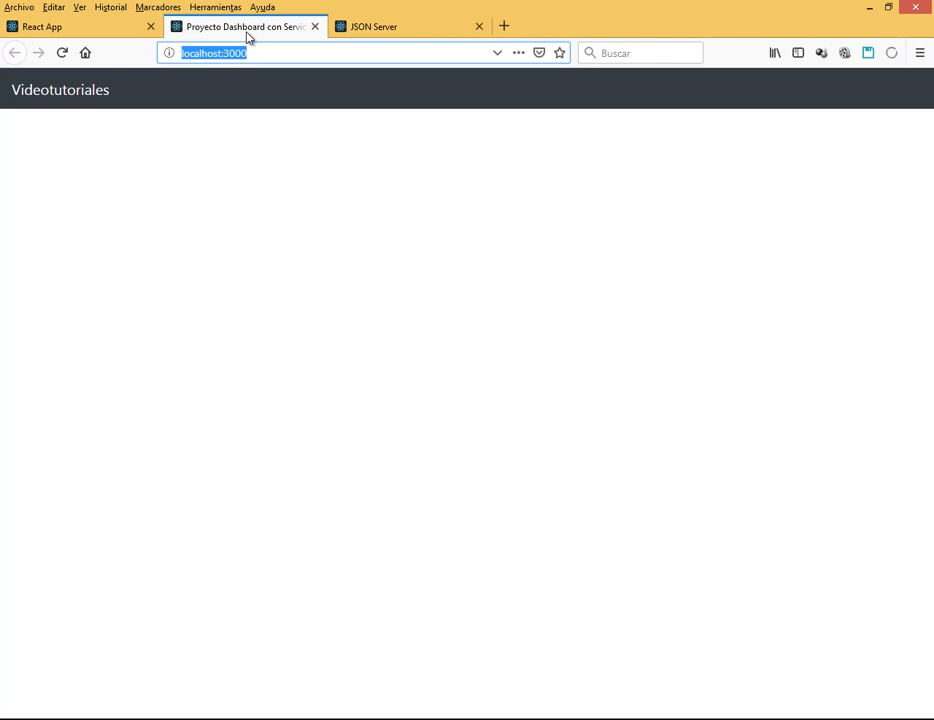 Archivo Editar Ver Historial Marcadores Herramientas Ayuda
React App
Proyecto Dashboard con Servic
JSON Server
localhost:3000
Buscar
Videotutoriales